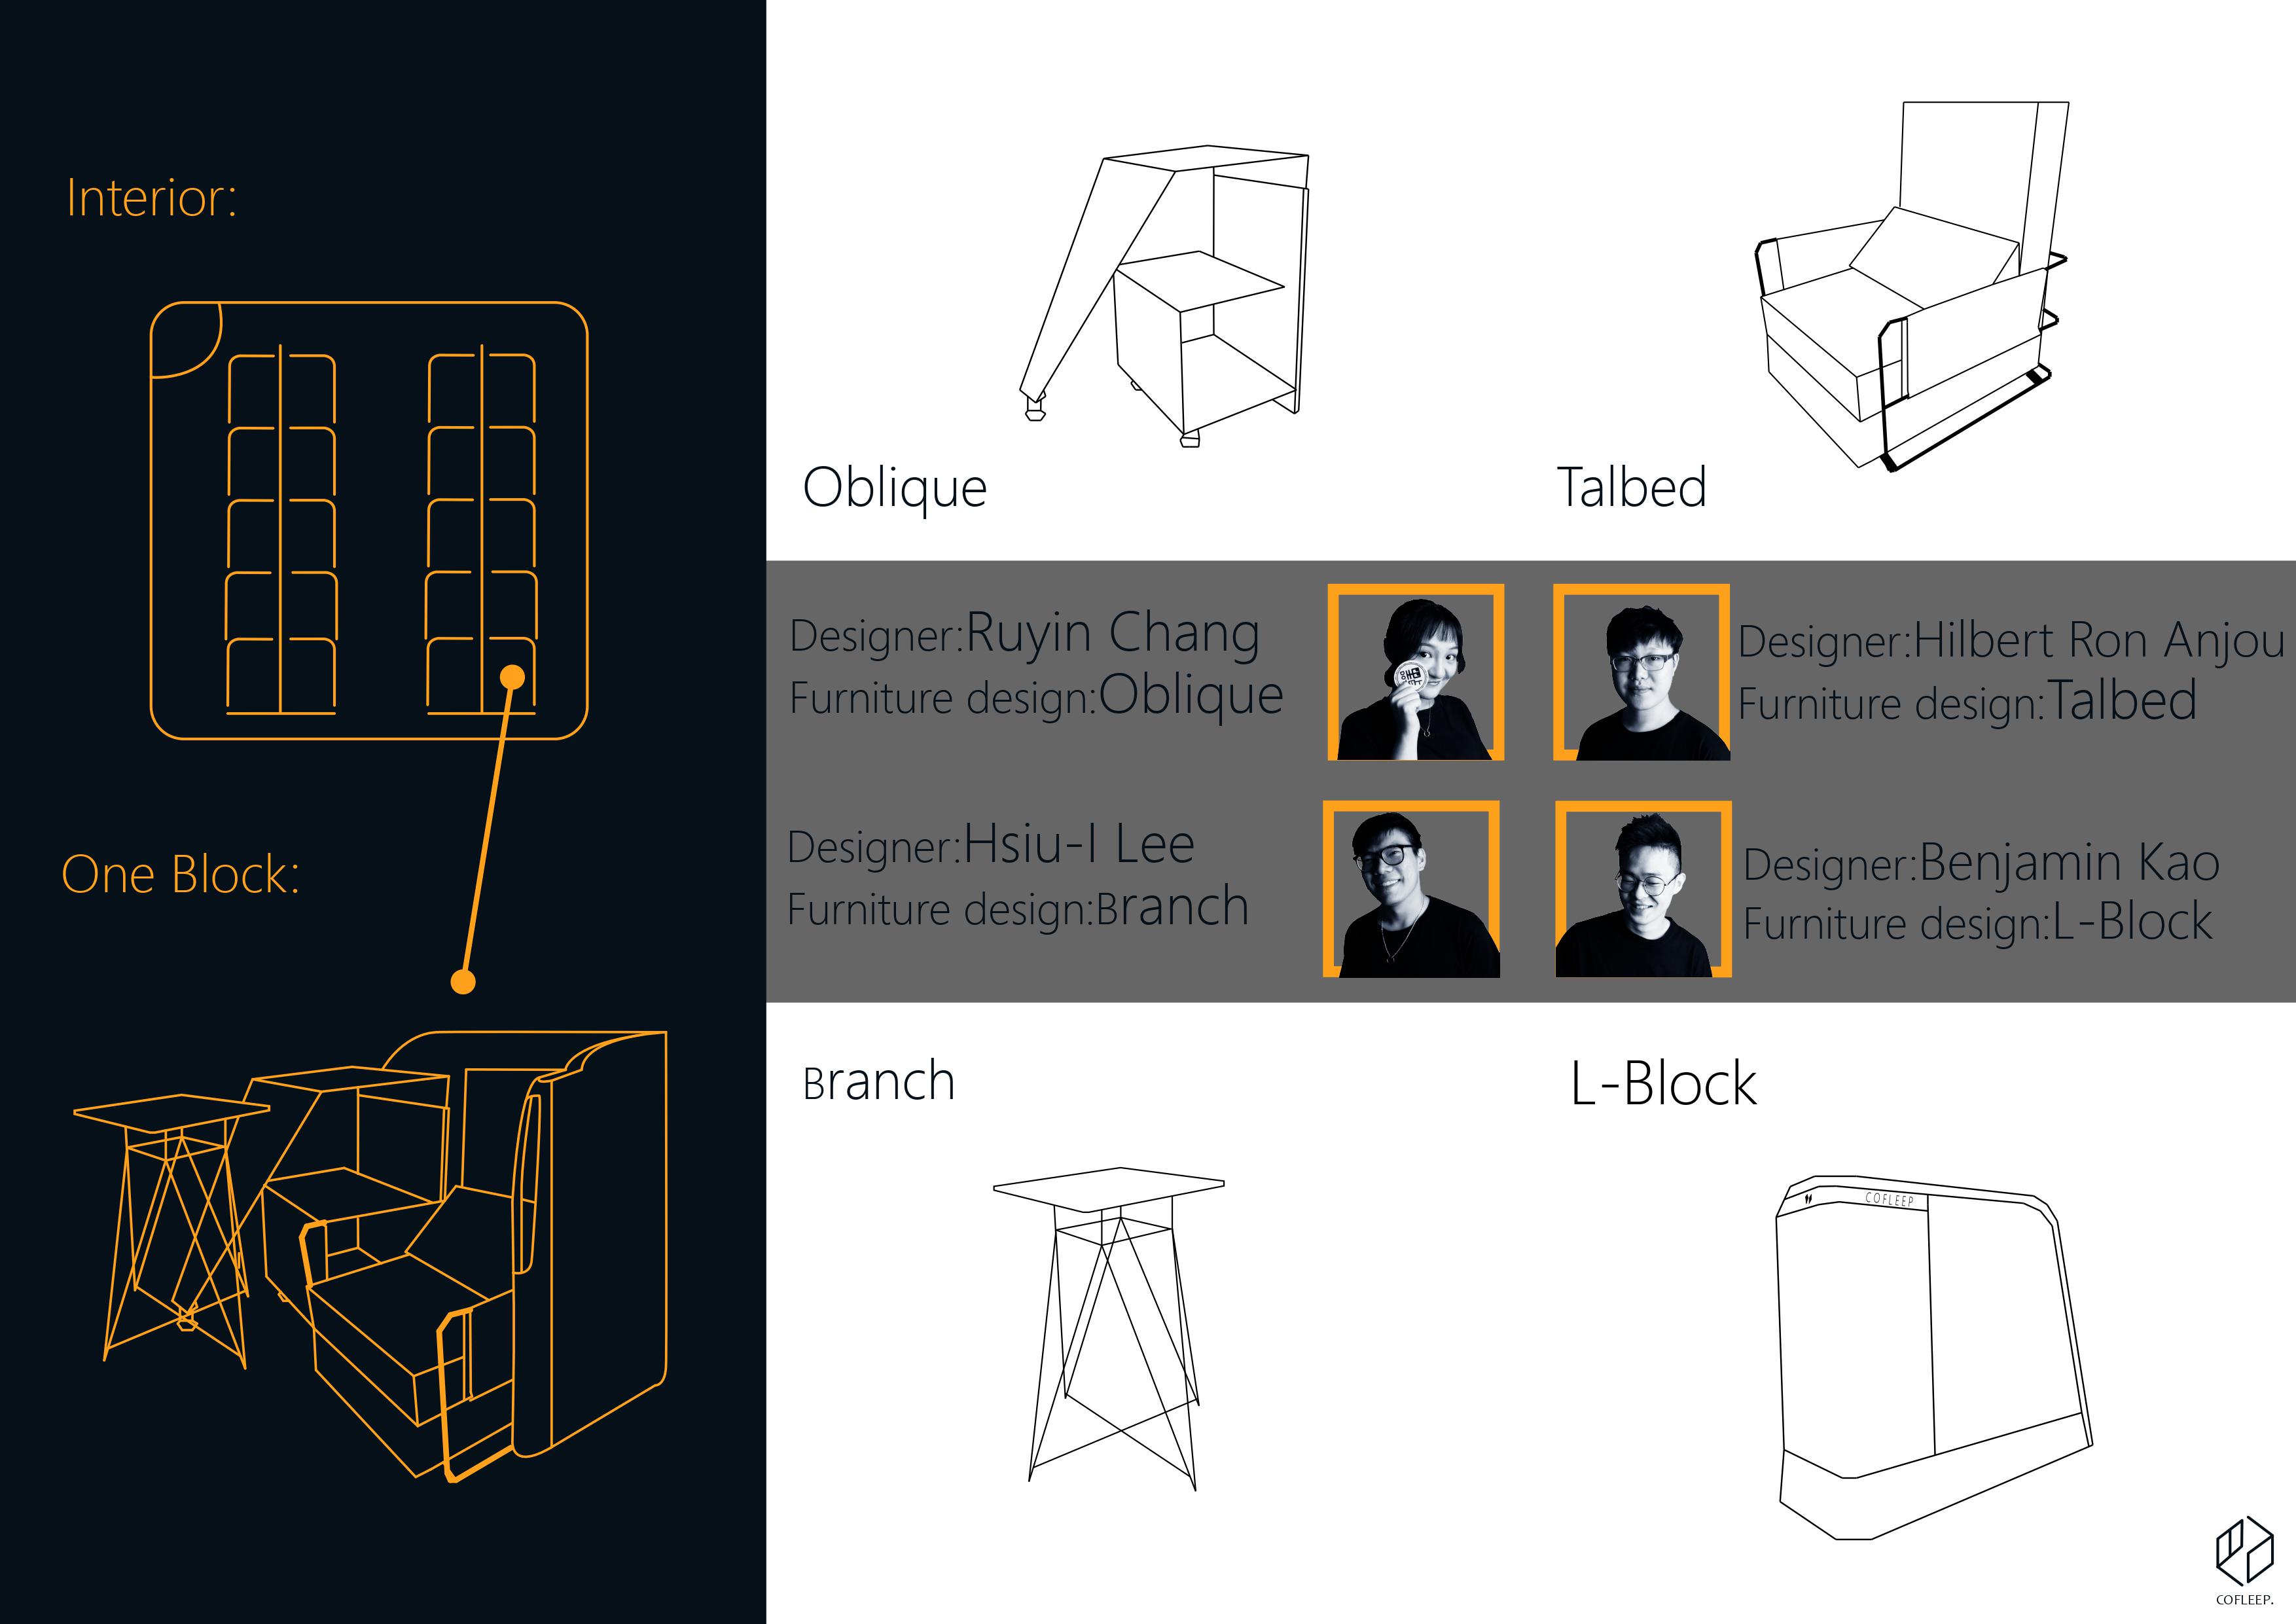 Interior:
One Block:
Oblique
Talbed
Designer:Ruyin Chang
Furniture design:Oblique
Designer:Hilbert Ron Anjou
Furniture design:Talbed
Designer:Hsiu-I Lee
Furniture design:Branch
Designer:Benjamin Kao
Furniture design:L-Block
Branch
L-Block
COFLEEP
COFLEEP.